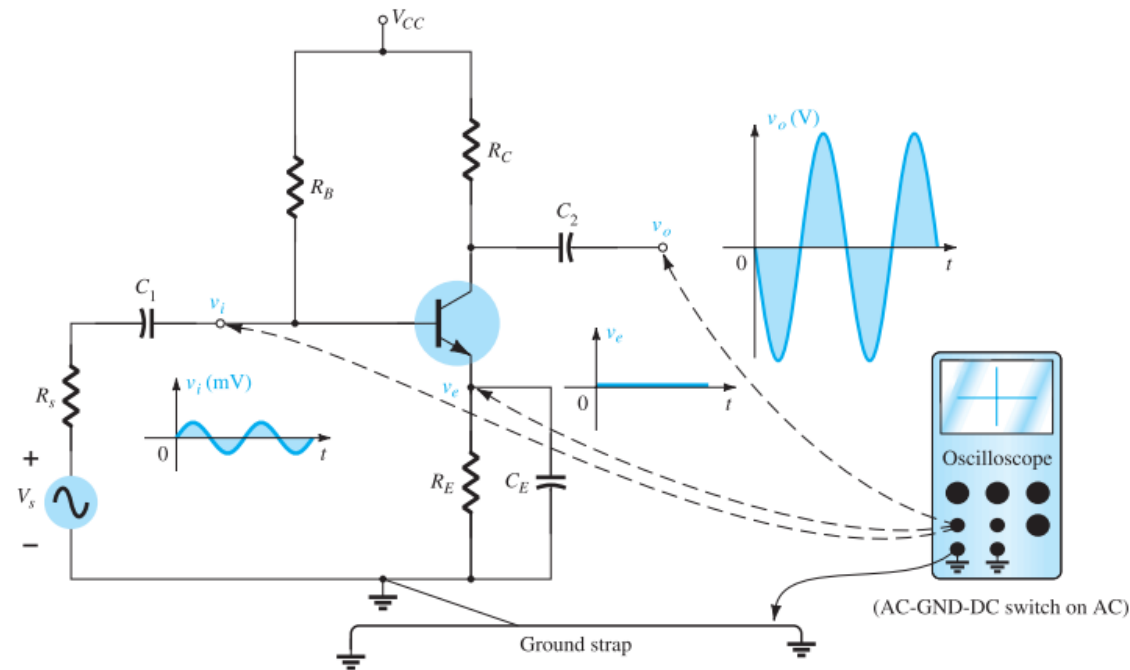 V_CC
R_C
R_B
C_2
v_o
v_o (V)
0
t
C_1
v_i
v_i (mV)
0
t
R_s
+
V_s
–
v_e
v_e
0
t
R_E
C_E
Oscilloscope
(AC-GND-DC switch on AC)
Ground strap